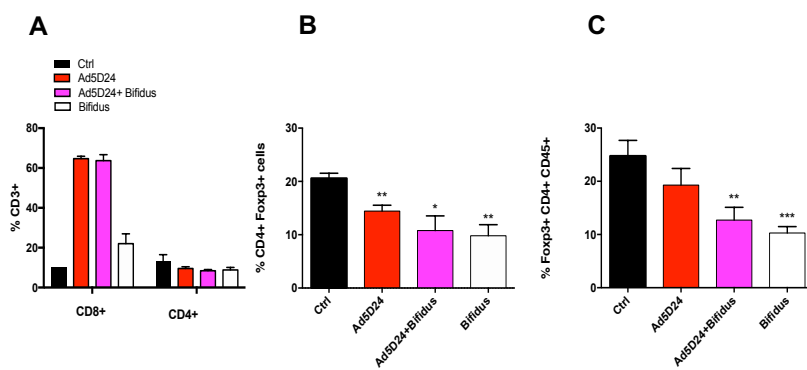 A
B
C
Ctrl
Ad5D24
Ad5D24+ Bifidus
Bifidus
% CD3+
80
60
40
20
0
CD8+
CD4+
% CD4+ Foxp3+ cells
30
20
10
0
**
*
**
Ctrl
Ad5D24
Ad5D24+Bifidus
Bifidus
% Foxp3+ CD4+ CD45+
30
20
10
0
**
***
Ctrl
Ad5D24
Ad5D24+Bifidus
Bifidus